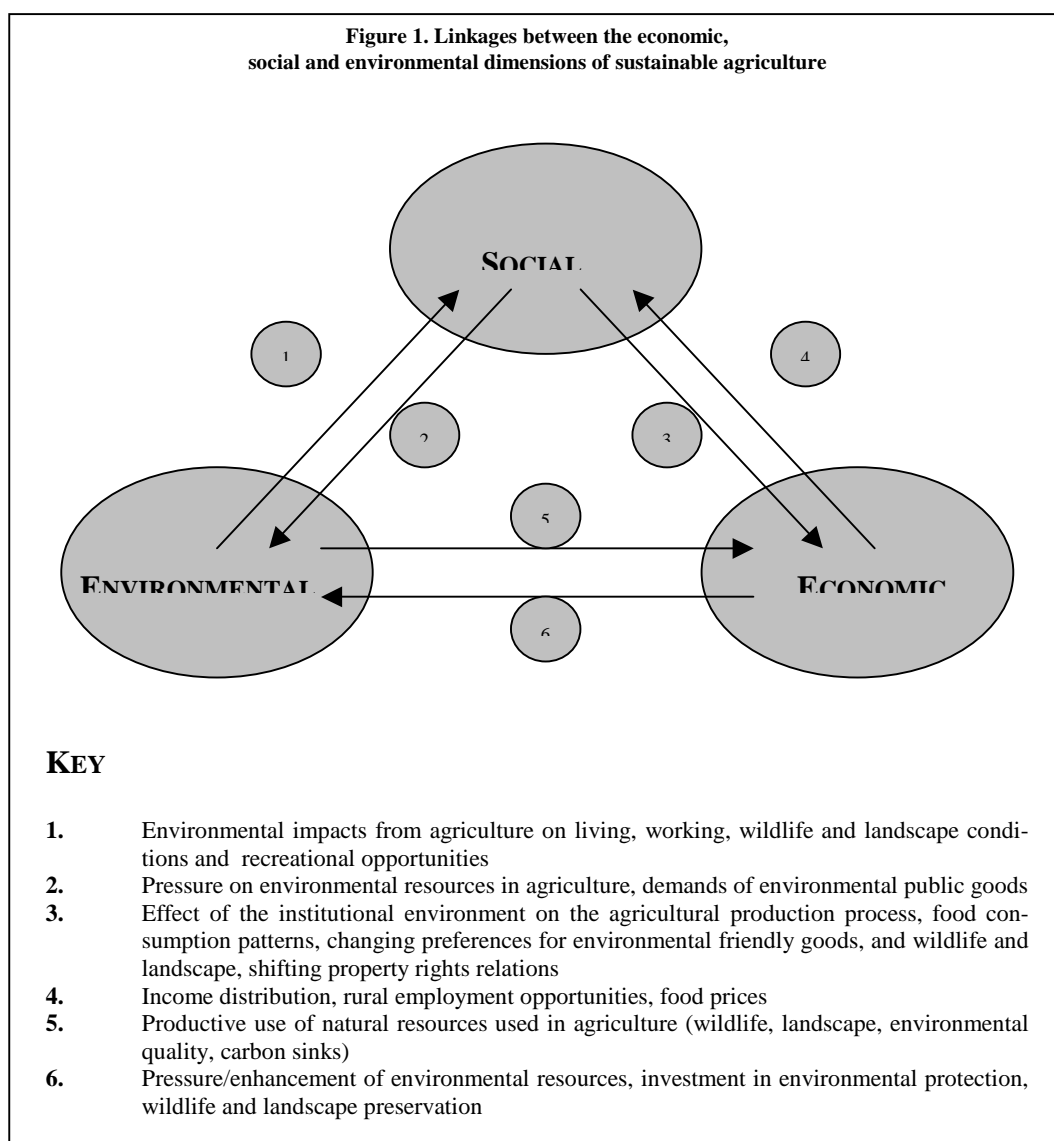 Figure 1. Linkages between the economic,
social and environmental dimensions of sustainable agriculture
SOCIAL
1
4
2
3
5
ENVIRONMENTAL
ECONOMIC
6
KEY
1. Environmental impacts from agriculture on living, working, wildlife and landscape condi-
tions and recreational opportunities
2. Pressure on environmental resources in agriculture, demands of environmental public goods
3. Effect of the institutional environment on the agricultural production process, food con-
sumption patterns, changing preferences for environmental friendly goods, and wildlife and
landscape, shifting property rights relations
4. Income distribution, rural employment opportunities, food prices
5. Productive use of natural resources used in agriculture (wildlife, landscape, environmental
quality, carbon sinks)
6. Pressure/enhancement of environmental resources, investment in environmental protection,
wildlife and landscape preservation